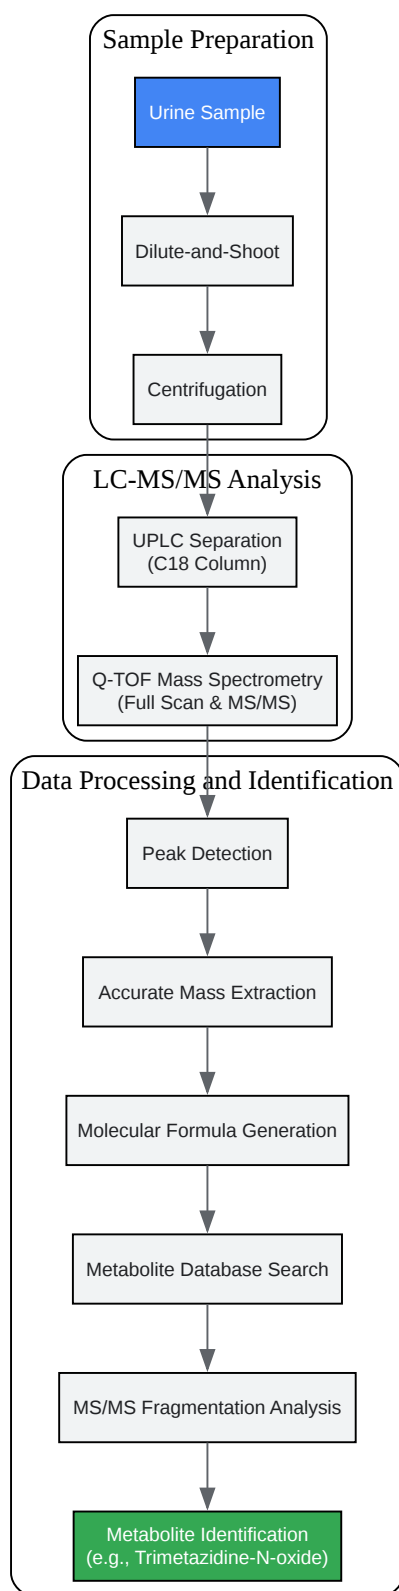 Sample Preparation
Urine Sample
Dilute-and-Shoot
Centrifugation
LC-MS/MS Analysis
UPLC Separation
(C18 Column)
Q-TOF Mass Spectrometry
(Full Scan & MS/MS)
Data Processing and Identification
Peak Detection
Accurate Mass Extraction
Molecular Formula Generation
Metabolite Database Search
MS/MS Fragmentation Analysis
Metabolite Identification
(e.g., Trimetazidine-N-oxide)